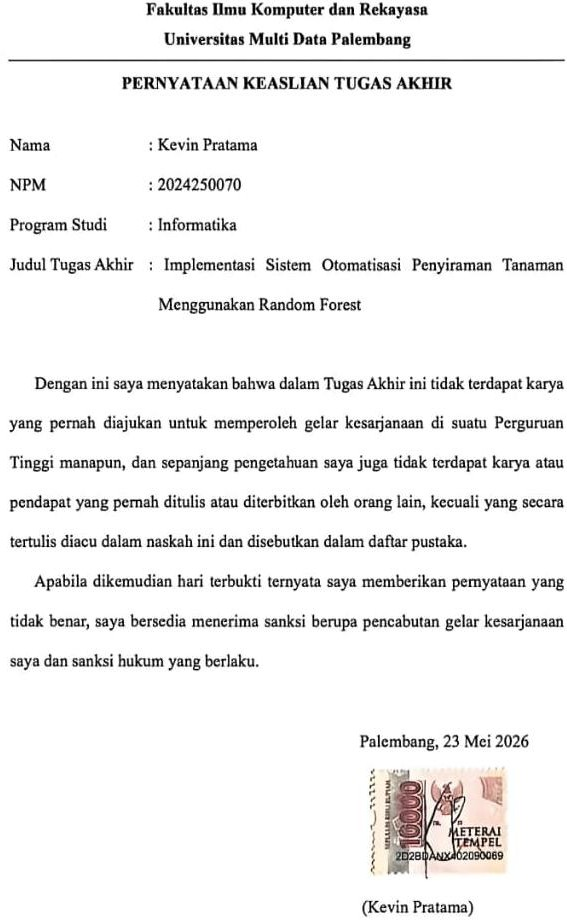 Fakultas Ilmu Komputer dan Rekayasa
Universitas Multi Data Palembang
PERNYATAAN KEASLIAN TUGAS AKHIR
Nama : Kevin Pratama
NPM : 2024250070
Program Studi : Informatika
Judul Tugas Akhir : Implementasi Sistem Otomatisasi Penyiraman Tanaman
Menggunakan Random Forest
Dengan ini saya menyatakan bahwa dalam Tugas Akhir ini tidak terdapat karya
yang pernah diajukan untuk memperoleh gelar kesarjanaan di suatu Perguruan
Tinggi manapun, dan sepanjang pengetahuan saya juga tidak terdapat karya atau
pendapat yang pernah ditulis atau diterbitkan oleh orang lain, kecuali yang secara
tertulis diacu dalam naskah ini dan disebutkan dalam daftar pustaka.
Apabila dikemudian hari terbukti ternyata saya memberikan pernyataan yang
tidak benar, saya bersedia menerima sanksi berupa pencabutan gelar kesarjanaan
saya dan sanksi hukum yang berlaku.
Palembang, 23 Mei 2026
10000
METERAI
TEMPEL
2D2BDANX402090069
(Kevin Pratama)